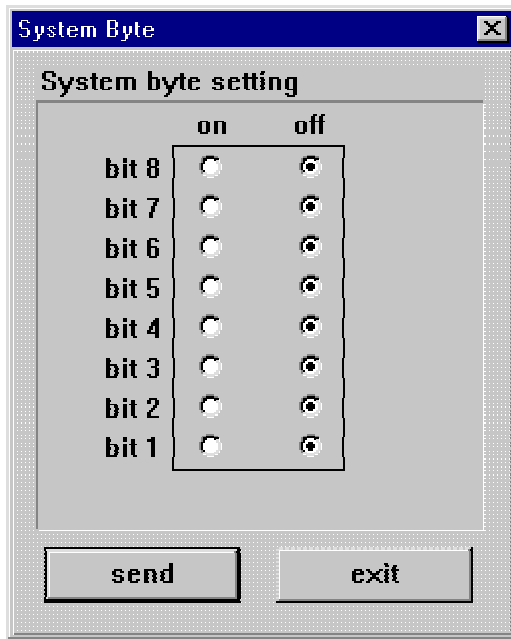 System Byte
System byte setting
on off
bit 8
bit 7
bit 6
bit 5
bit 4
bit 3
bit 2
bit 1
send exit